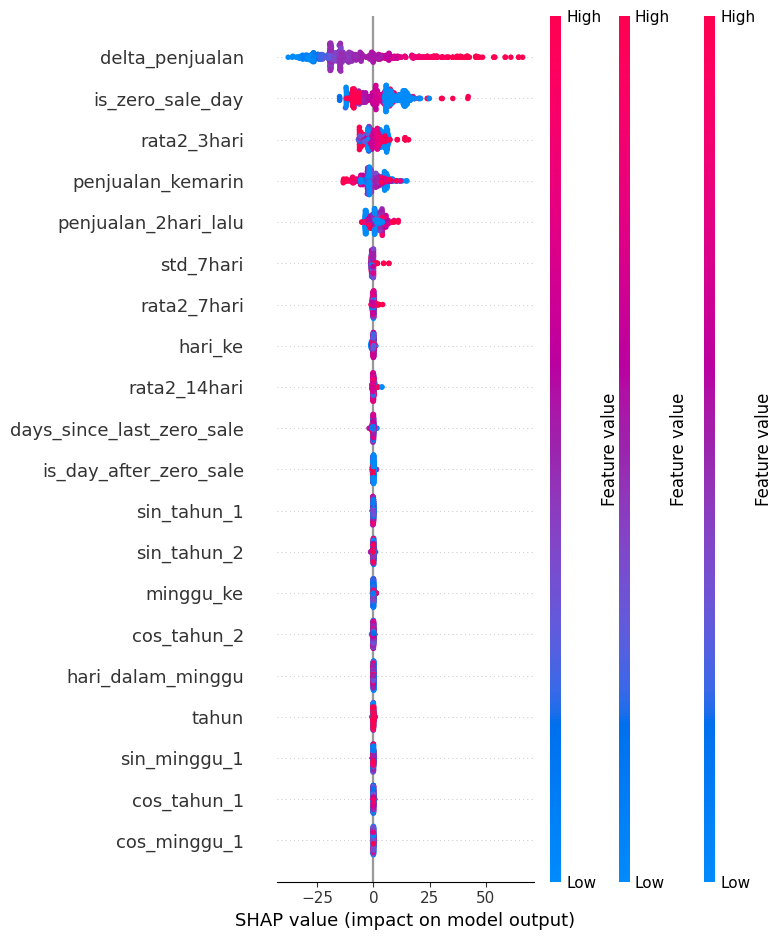 delta_penjualan
is_zero_sale_day
rata2_3hari
penjualan_kemarin
penjualan_2hari_lalu
std_7hari
rata2_7hari
hari_ke
rata2_14hari
days_since_last_zero_sale
is_day_after_zero_sale
sin_tahun_1
sin_tahun_2
minggu_ke
cos_tahun_2
hari_dalam_minggu
tahun
sin_minggu_1
cos_tahun_1
cos_minggu_1
−25 0 25 50
SHAP value (impact on model output)
High High High
Feature value
Feature value
Feature value
Low Low Low